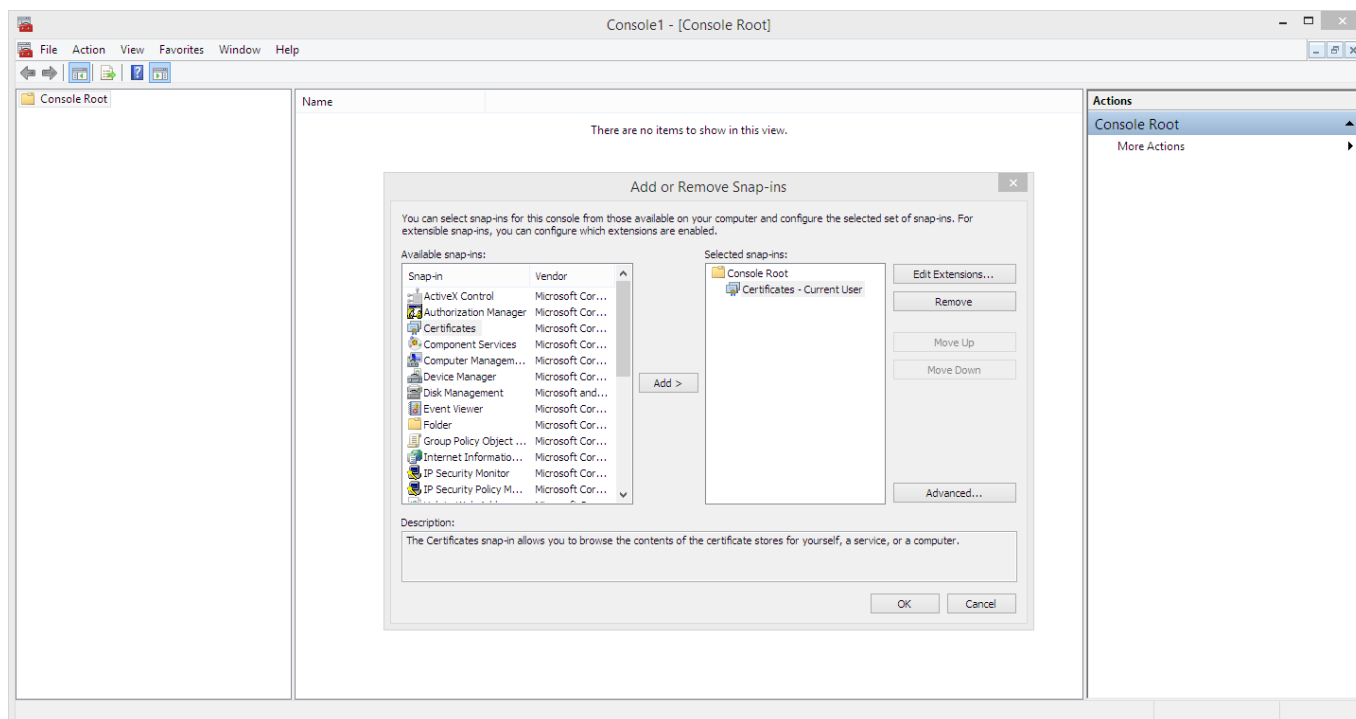 Console1 - [Console Root]
File Action View Favorites Window Help
Console Root
Name
There are no items to show in this view.
Actions
Console Root
More Actions
Add or Remove Snap-ins
You can select snap-ins for this console from those available on your computer and configure the selected set of snap-ins. For
extensible snap-ins, you can configure which extensions are enabled.
Available snap-ins:
Snap-in Vendor
ActiveX Control Microsoft Cor...
Authorization Manager Microsoft Cor...
Certificates Microsoft Cor...
Component Services Microsoft Cor...
Computer Managem... Microsoft Cor...
Device Manager Microsoft Cor...
Disk Management Microsoft and...
Event Viewer Microsoft Cor...
Folder Microsoft Cor...
Group Policy Object ... Microsoft Cor...
Internet Informatio... Microsoft Cor...
IP Security Monitor Microsoft Cor...
IP Security Policy M... Microsoft Cor...
Add >
Selected snap-ins:
Console Root
Certificates - Current User
Edit Extensions...
Remove
Move Up
Move Down
Advanced...
Description:
The Certificates snap-in allows you to browse the contents of the certificate stores for yourself, a service, or a computer.
OK Cancel